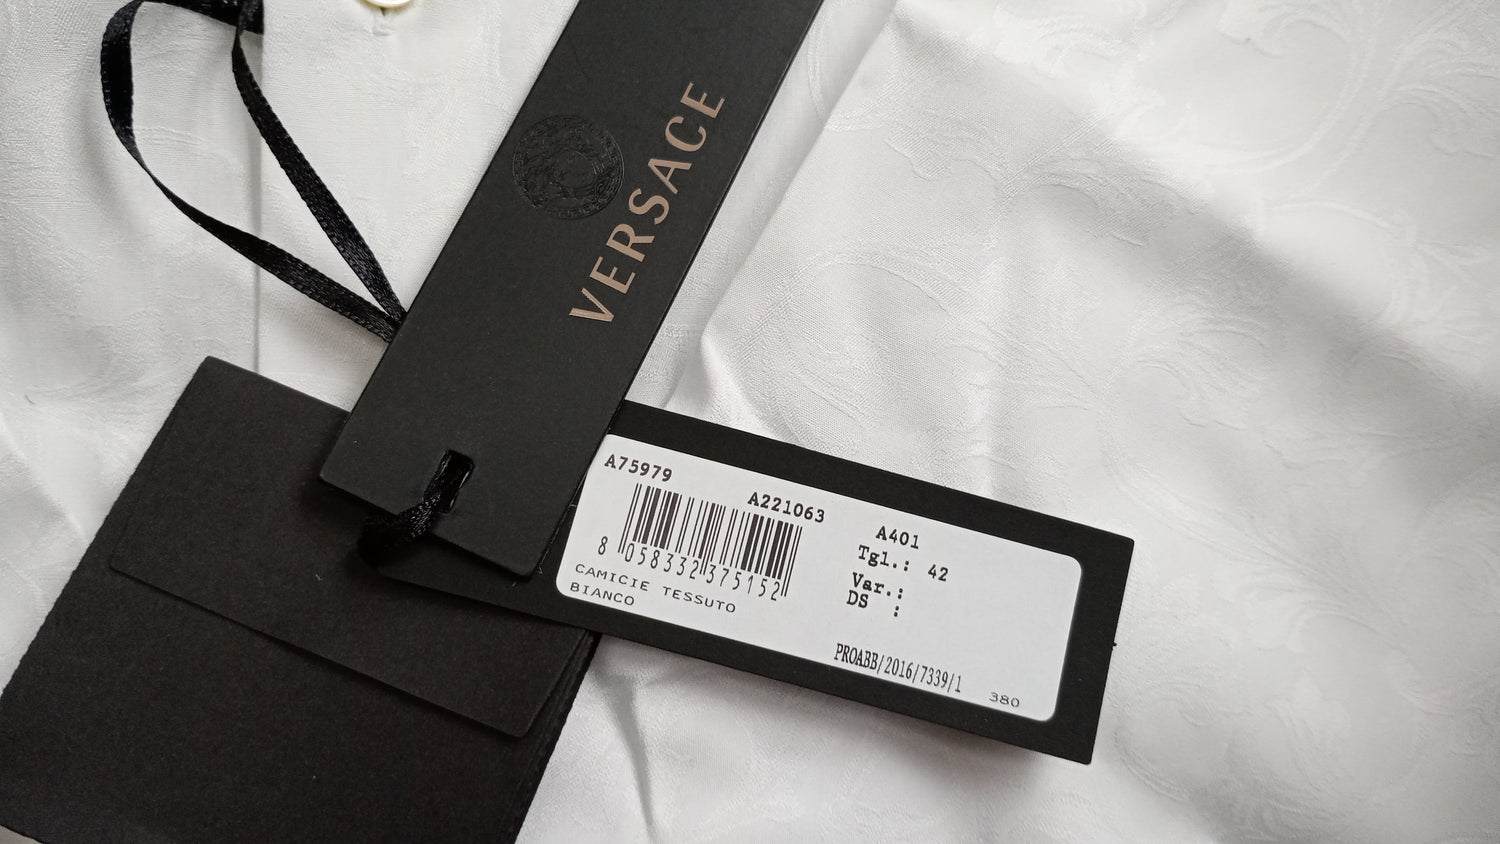 VERSACE
A75979
A221063
A401
8 058332 375152
Tgl.: 42
CAMICIE TESSUTO
Var.:
BIANCO
DS :
PROABB/2016/7339/1
380